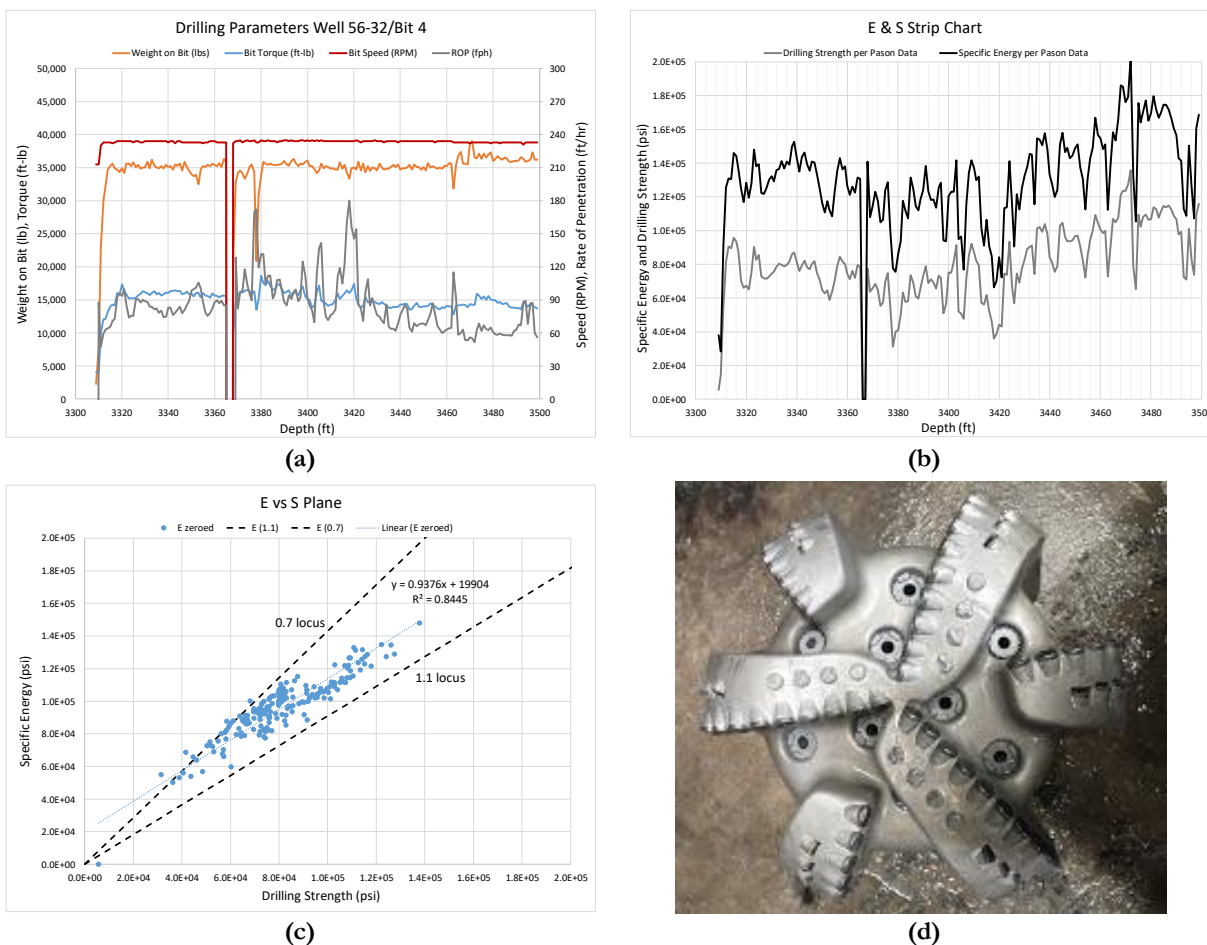 Drilling Parameters Well 56-32/Bit 4
Weight on Bit (lbs) Bit Torque (ft-lb) Bit Speed (RPM) ROP (fph)
50,000 300
45,000 270
40,000 240
35,000 210
30,000 180
25,000 150
20,000 120
15,000 90
10,000 60
5,000 30
0 0
3300 3320 3340 3360 3380 3400 3420 3440 3460 3480 3500
Weight on Bit (lb), Torque (ft-lb)
Speed (RPM), Rate of Penetration (ft/hr)
Depth (ft)
(a)
E & S Strip Chart
Drilling Strength per Pason Data Specific Energy per Pason Data
2.0E+05
1.8E+05
1.6E+05
1.4E+05
1.2E+05
1.0E+05
8.0E+04
6.0E+04
4.0E+04
2.0E+04
0.0E+00
3300 3320 3340 3360 3380 3400 3420 3440 3460 3480 350
Specific Energy and Drilling Strength (psi)
Depth (ft)
(b)
E vs S Plane
E zeroed E (1.1) E (0.7) Linear (E zeroed)
2.0E+05
1.8E+05
1.6E+05
1.4E+05
1.2E+05
1.0E+05
8.0E+04
6.0E+04
4.0E+04
2.0E+04
0.0E+00
y = 0.9376x + 19904
R² = 0.8445
0.7 locus
1.1 locus
0.0E+00 2.0E+04 4.0E+04 6.0E+04 8.0E+04 1.0E+05 1.2E+05 1.4E+05 1.6E+05 1.8E+05 2.0E+05
Specific Energy (psi)
Drilling Strength (psi)
(c)
(d)